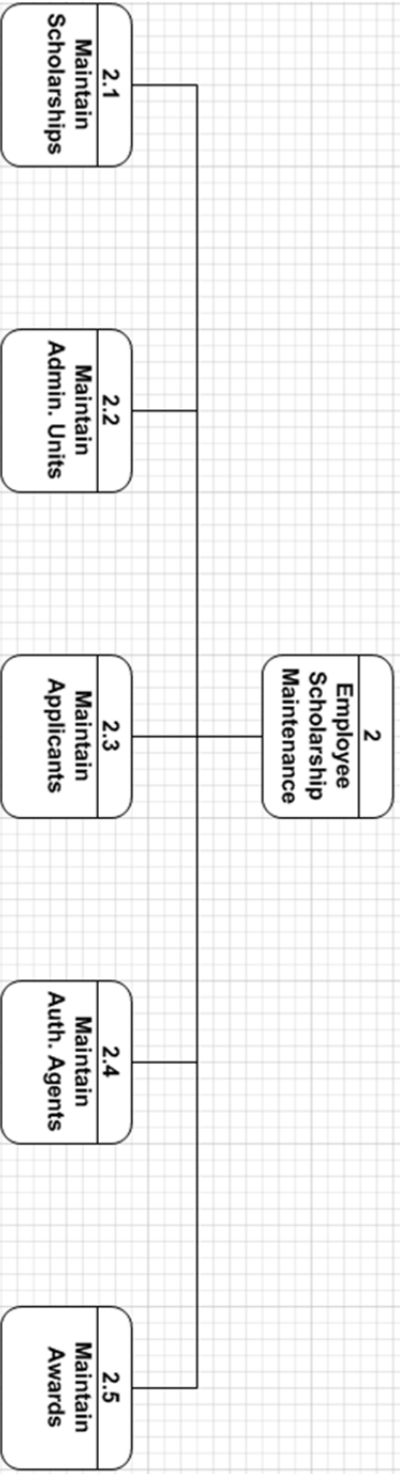 2
Employee
Scholarship
Maintenance
2.1
Maintain
Scholarships
2.2
Maintain
Admin. Units
2.3
Maintain
Applicants
2.4
Maintain
Auth. Agents
2.5
Maintain
Awards